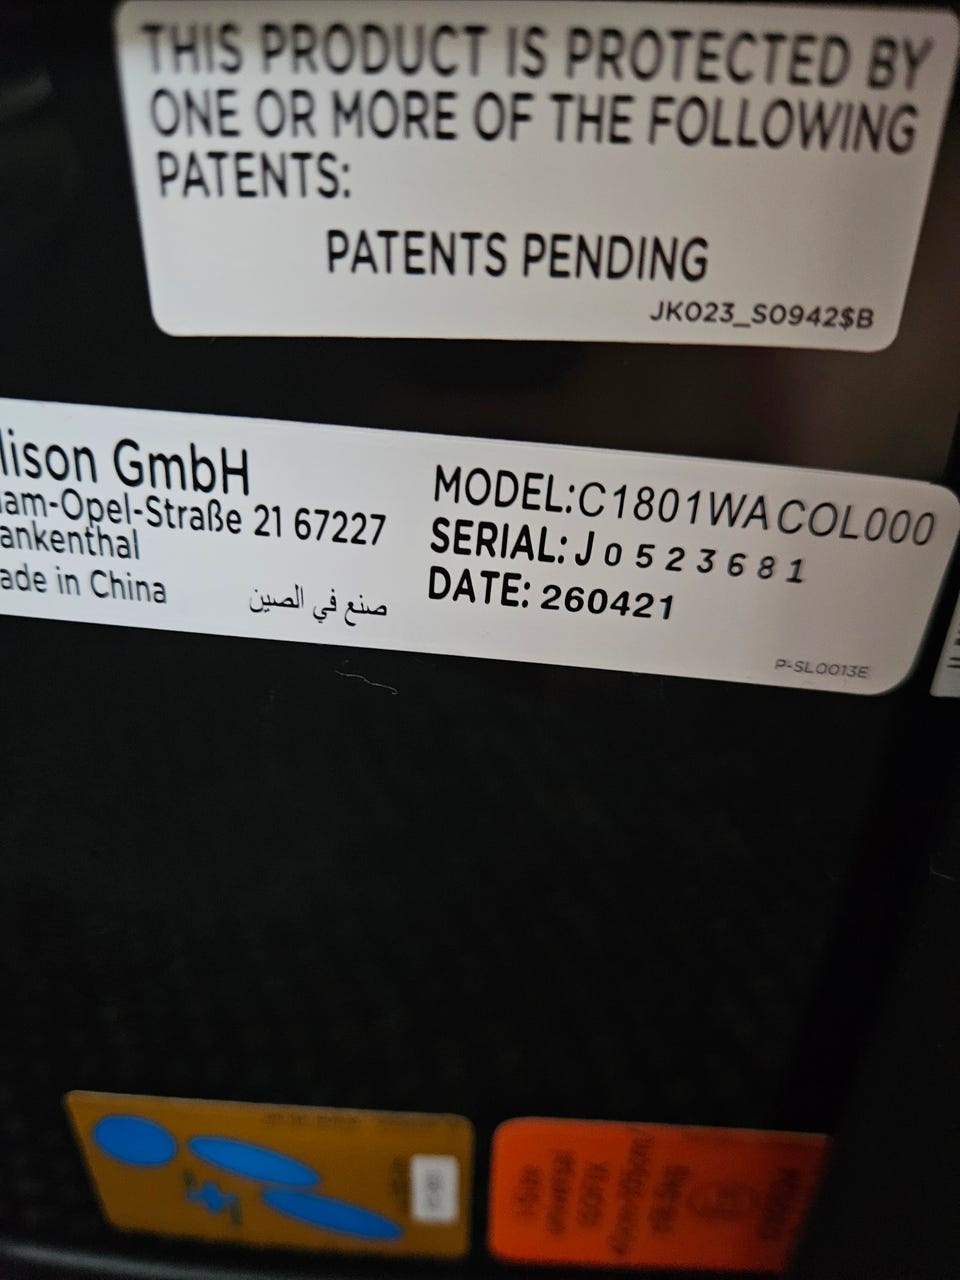 THIS PRODUCT IS PROTECTED BY
ONE OR MORE OF THE FOLLOWING
PATENTS:
PATENTS PENDING
JK023_S0942$B
lison GmbH
am-Opel-Straße 21 67227
ankenthal
ade in China
صنع في الصين
MODEL:C1801WACOL000
SERIAL: J0523681
DATE: 260421
P-SL0013E